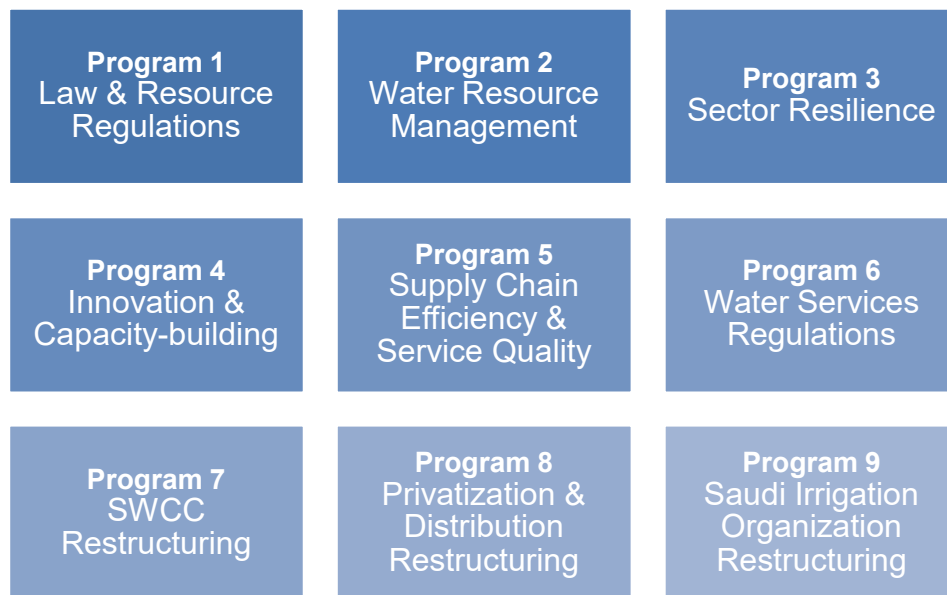 Program 1
Law & Resource
Regulations
Program 2
Water Resource
Management
Program 3
Sector Resilience
Program 4
Innovation &
Capacity-building
Program 5
Supply Chain
Efficiency &
Service Quality
Program 6
Water Services
Regulations
Program 7
SWCC
Restructuring
Program 8
Privatization &
Distribution
Restructuring
Program 9
Saudi Irrigation
Organization
Restructuring